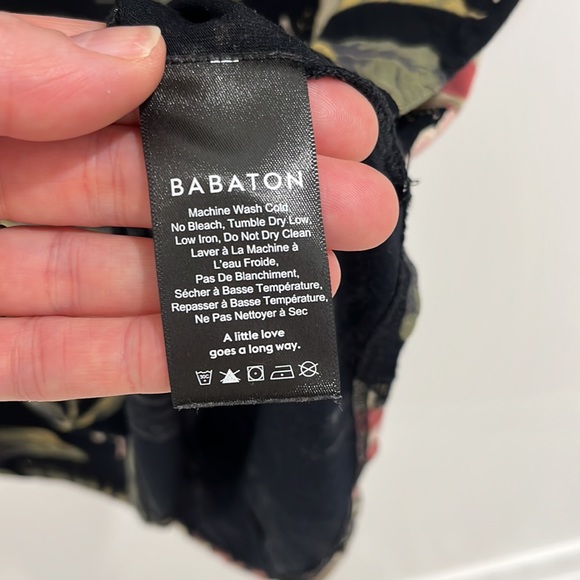 BABATON
Machine Wash Cold,
No Bleach, Tumble Dry Low,
Low Iron, Do Not Dry Clean
Laver à La Machine à
L'eau Froide,
Pas De Blanchiment,
Sécher à Basse Température,
Repasser à Basse Température,
Ne Pas Nettoyer à Sec
A little love
goes a long way.
30C